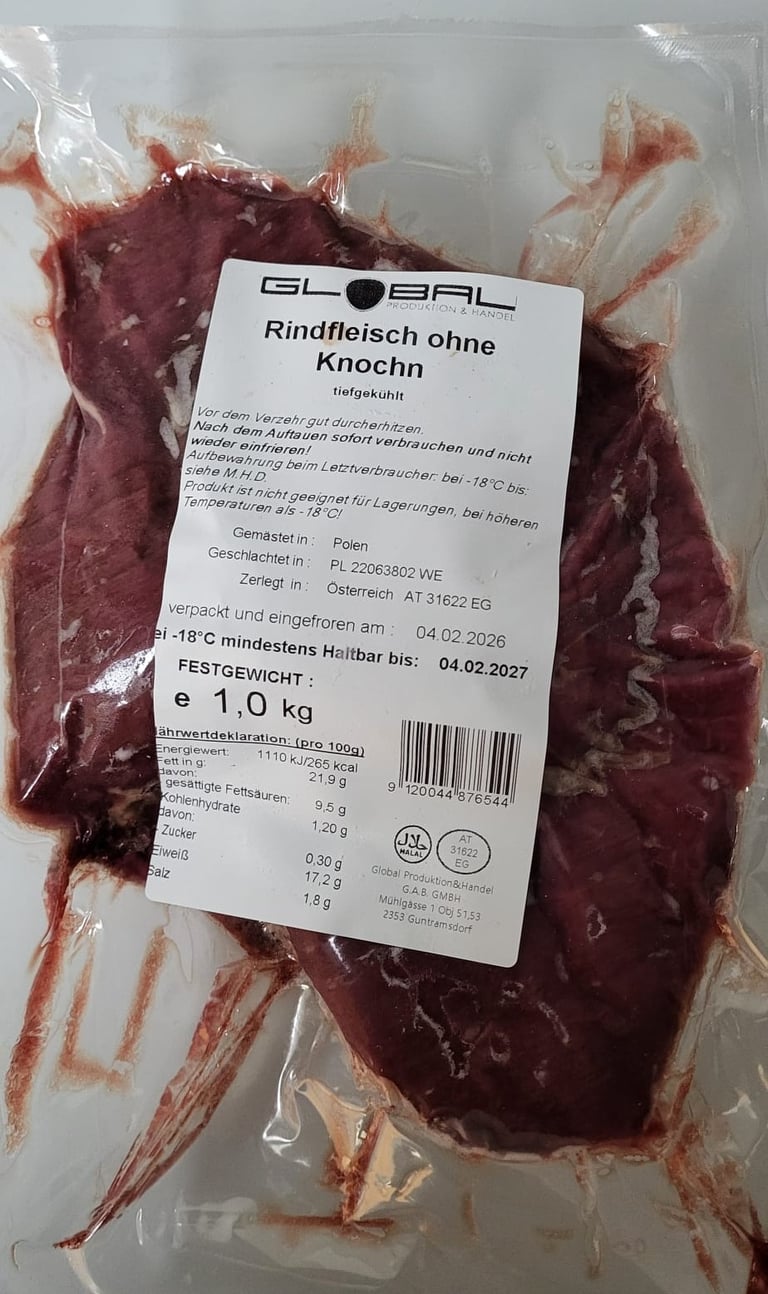 GLOBAL
PRODUKTION & HANDEL
Rindfleisch ohne
Knochn
tiefgekühlt
Vor dem Verzehr gut durcherhitzen.
Nach dem Auftauen sofort verbrauchen und nicht
wieder einfrieren!
Aufbewahrung beim Letztverbraucher: bei -18°C bis:
siehe M.H.D.
Produkt ist nicht geeignet für Lagerungen, bei höheren
Temperaturen als -18°C!
Gemästet in : Polen
Geschlachtet in : PL 22063802 WE
Zerlegt in : Österreich AT 31622 EG
verpackt und eingefroren am : 04.02.2026
ei -18°C mindestens Haltbar bis: 04.02.2027
FESTGEWICHT :
e 1,0 kg
ährwertdeklaration: (pro 100g)
Energiewert: 1110 kJ/265 kcal
Fett in g: 21,9 g
davon:
gesättigte Fettsäuren: 9,5 g
Kohlenhydrate 1,20 g
davon:
- Zucker 0,30 g
Eiweiß 17,2 g
Salz 1,8 g
9 120044 876544
حلال
HALAL
AT
31622
EG
Global Produktion&Handel
G.A.B. GMBH
Mühlgasse 1 Obj 51,53
2353 Guntramsdorf